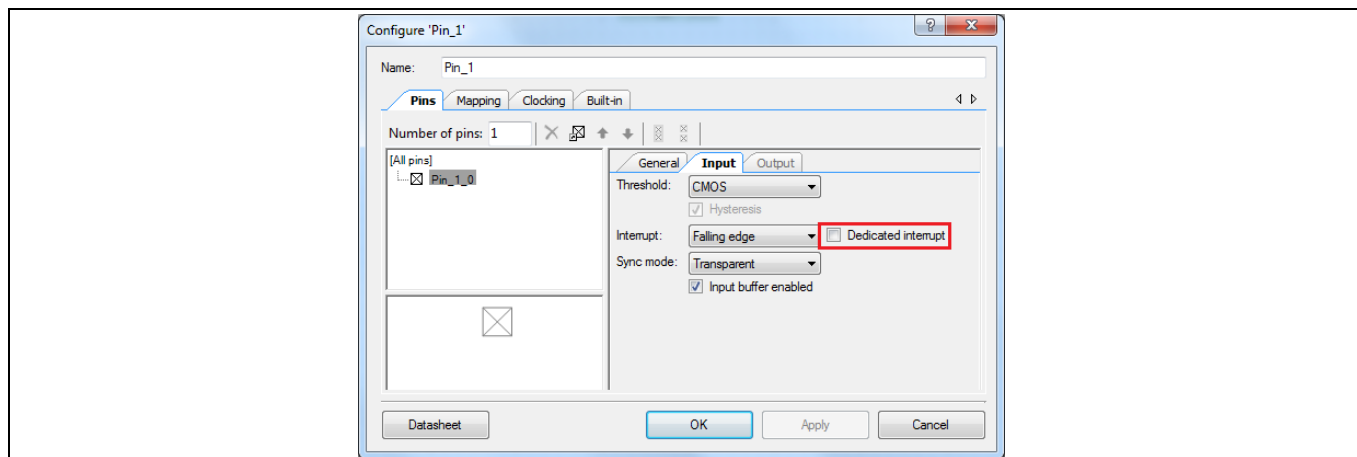 Configure 'Pin_1'
Name: Pin_1
Pins Mapping Clocking Built-in
Number of pins: 1
[All pins]
Pin_1_0
General Input Output
Threshold: CMOS
Hysteresis
Interrupt: Falling edge Dedicated interrupt
Sync mode: Transparent
Input buffer enabled
Datasheet OK Apply Cancel